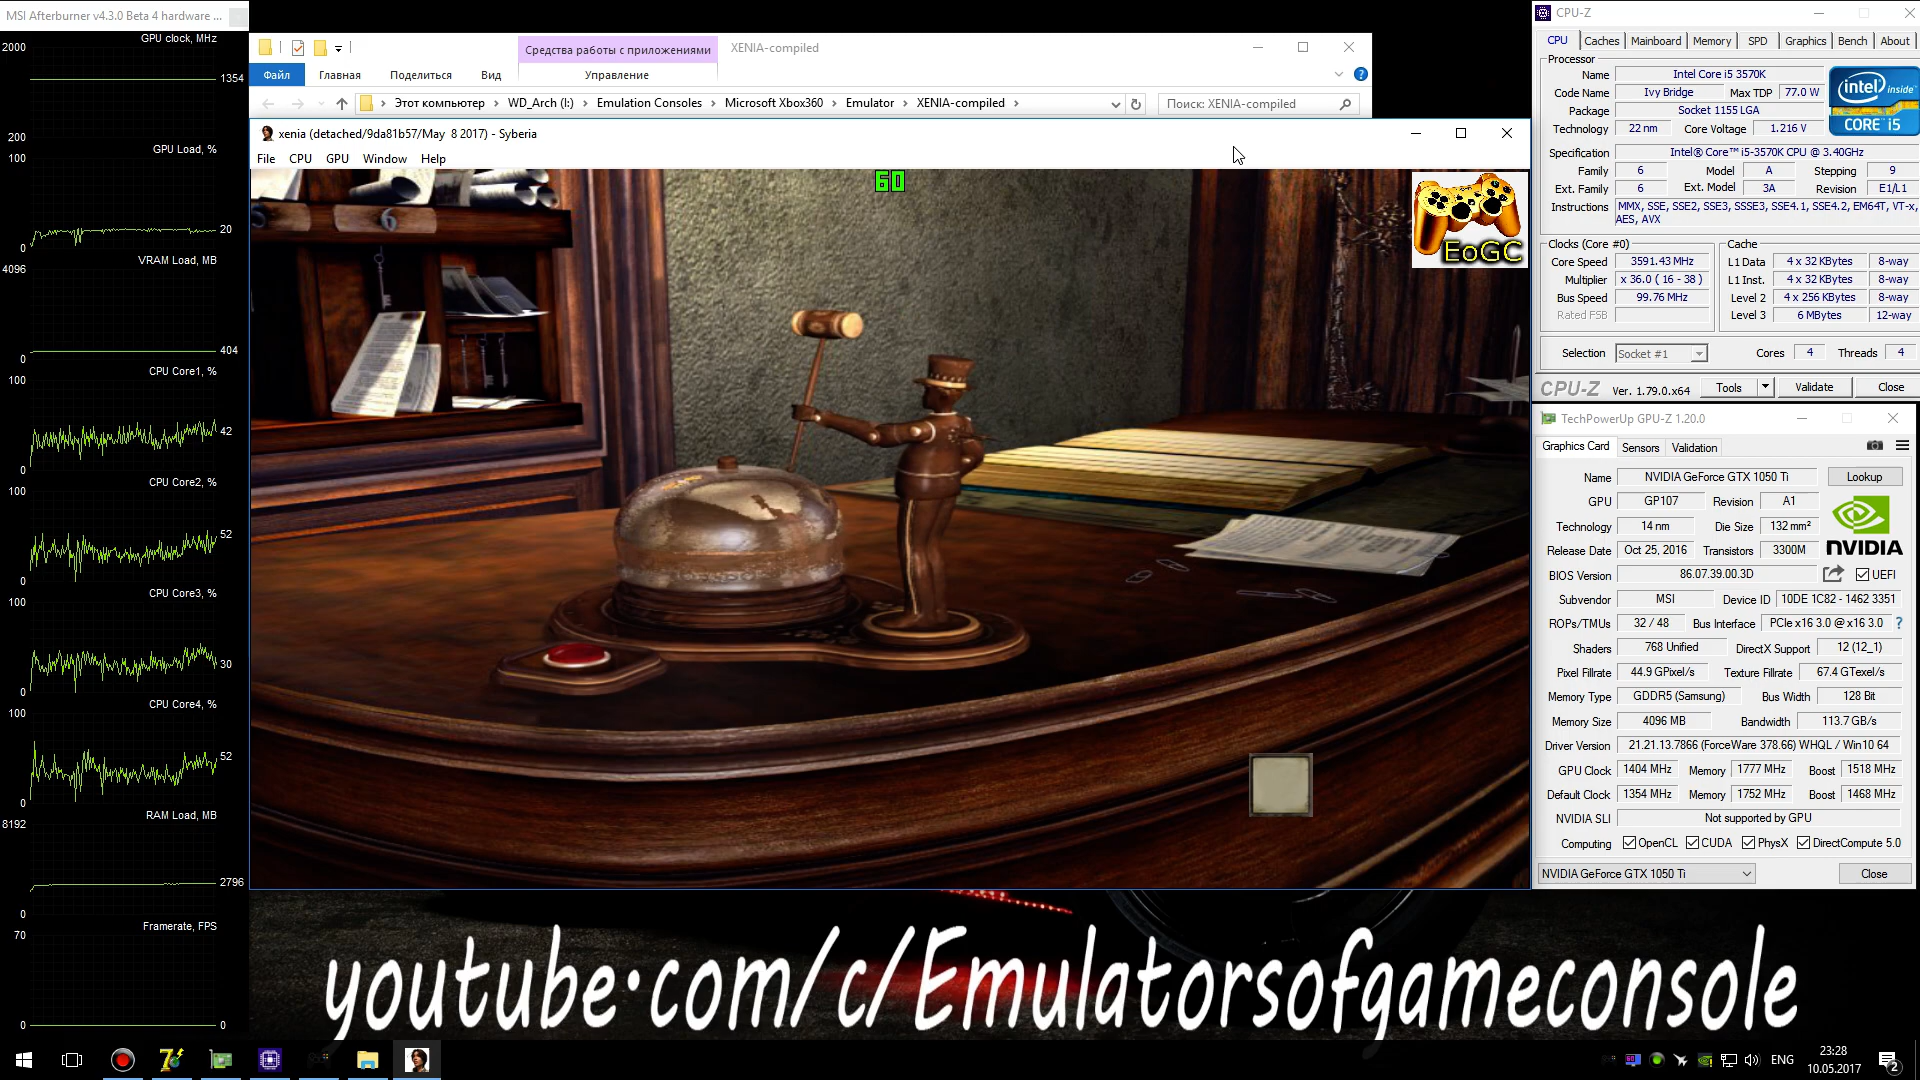 MSI Afterburner v4.3.0 Beta 4 hardware ...
GPU clock, MHz
2000
1354
200
GPU Load, %
100
20
0
VRAM Load, MB
4096
404
0
CPU Core1, %
100
42
0
CPU Core2, %
100
52
0
CPU Core3, %
100
30
0
CPU Core4, %
100
52
0
RAM Load, MB
8192
2796
0
Framerate, FPS
70
0
0
Средства работы с приложениями
XENIA-compiled
Файл
Главная
Поделиться
Вид
Управление
Этот компьютер > WD_Arch (I:) > Emulation Consoles > Microsoft Xbox360 > Emulator > XENIA-compiled >
Поиск: XENIA-compiled
xenia (detached/9da81b57/May 8 2017) - Syberia
File CPU GPU Window Help
60
EoGC
6
CPU-Z
CPU Caches Mainboard Memory SPD Graphics Bench About
Processor
Name Intel Core i5 3570K
Code Name Ivy Bridge Max TDP 77.0 W
Package Socket 1155 LGA
Technology 22 nm Core Voltage 1.216 V
intel inside
CORE i5
Specification Intel® Core™ i5-3570K CPU @ 3.40GHz
Family 6 Model A Stepping 9
Ext. Family 6 Ext. Model 3A Revision E1/L1
Instructions MMX, SSE, SSE2, SSE3, SSSE3, SSE4.1, SSE4.2, EM64T, VT-x,
AES, AVX
Clocks (Core #0)
Core Speed 3591.43 MHz
Multiplier x 36.0 ( 16 - 38 )
Bus Speed 99.76 MHz
Rated FSB
Cache
L1 Data 4 x 32 KBytes 8-way
L1 Inst. 4 x 32 KBytes 8-way
Level 2 4 x 256 KBytes 8-way
Level 3 6 MBytes 12-way
Selection Socket #1 Cores 4 Threads 4
CPU-Z Ver. 1.79.0.x64 Tools Validate Close
TechPowerUp GPU-Z 1.20.0
Graphics Card Sensors Validation
Name NVIDIA GeForce GTX 1050 Ti Lookup
GPU GP107 Revision A1
Technology 14 nm Die Size 132 mm²
Release Date Oct 25, 2016 Transistors 3300M
NVIDIA
BIOS Version 86.07.39.00.3D UEFI
Subvendor MSI Device ID 10DE 1C82 - 1462 3351
ROPs/TMUs 32 / 48 Bus Interface PCIe x16 3.0 @ x16 3.0 ?
Shaders 768 Unified DirectX Support 12 (12_1)
Pixel Fillrate 44.9 GPixel/s Texture Fillrate 67.4 GTexel/s
Memory Type GDDR5 (Samsung) Bus Width 128 Bit
Memory Size 4096 MB Bandwidth 113.7 GB/s
Driver Version 21.21.13.7866 (ForceWare 378.66) WHQL / Win10 64
GPU Clock 1404 MHz Memory 1777 MHz Boost 1518 MHz
Default Clock 1354 MHz Memory 1752 MHz Boost 1468 MHz
NVIDIA SLI Not supported by GPU
Computing OpenCL CUDA PhysX DirectCompute 5.0
NVIDIA GeForce GTX 1050 Ti Close
youtube.com/c/Emulatorsofgameconsole
ENG
23:28
10.05.2017
2